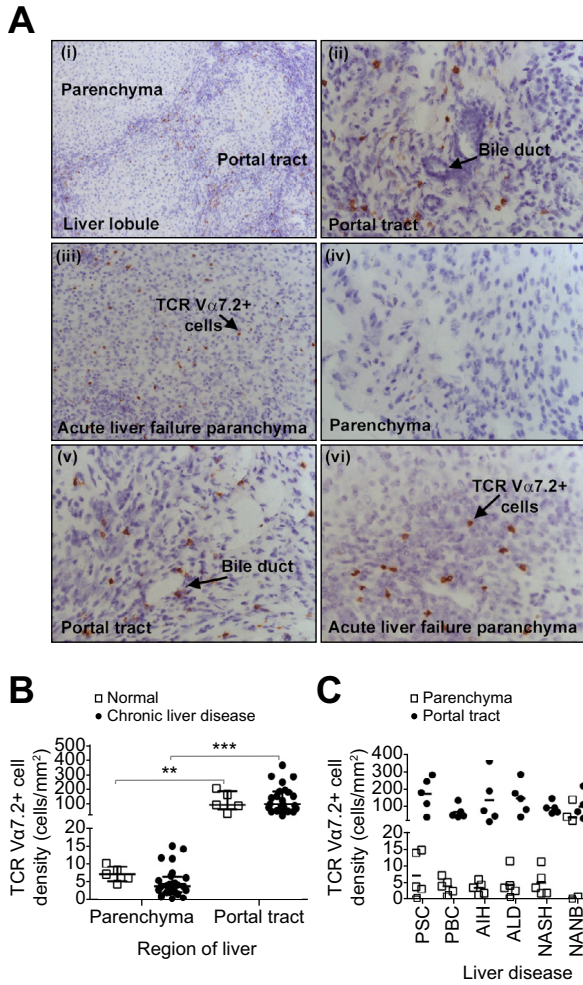 A
(i)
Parenchyma
Portal tract
Liver lobule
(ii)
Bile duct
Portal tract
(iii)
TCR Vα7.2+
cells
Acute liver failure paranchyma
(iv)
Parenchyma
(v)
Bile duct
Portal tract
(vi)
TCR Vα7.2+
cells
Acute liver failure paranchyma
B
□ Normal
● Chronic liver disease
TCR Vα7.2+ cell
density (cells/mm²)
500
400
300
200
100
20
15
10
5
0
**
***
Parenchyma Portal tract
Region of liver
C
□ Parenchyma
● Portal tract
TCR Vα7.2+ cell
density (cells/mm²)
400
300
200
100
20
15
10
5
0
PSC
PBC
AIH
ALD
NASH
NANB
Liver disease